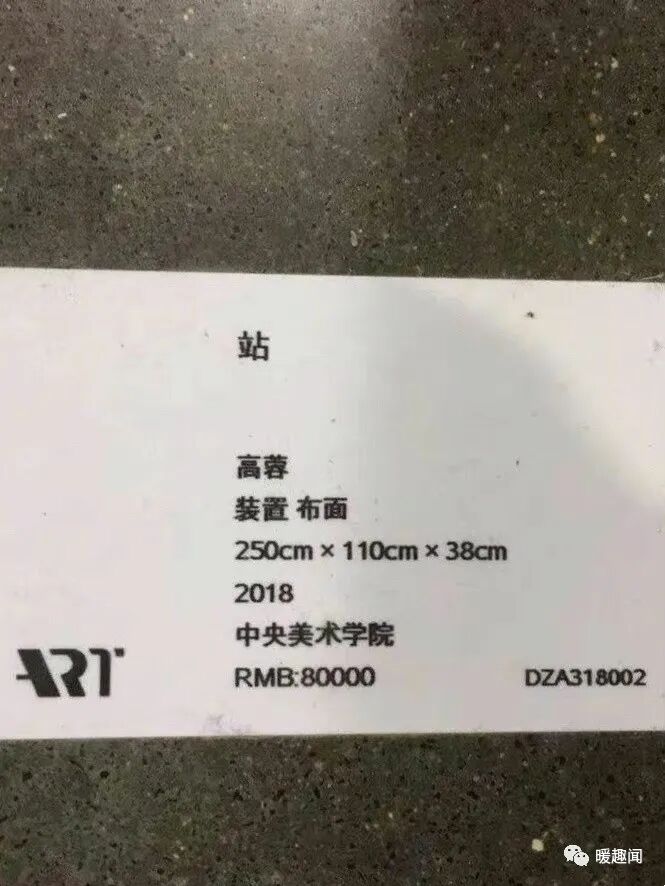 站
高蓉
装置 布面
250cm × 110cm × 38cm
2018
中央美术学院
ART
RMB:80000
DZA318002
暖趣闻